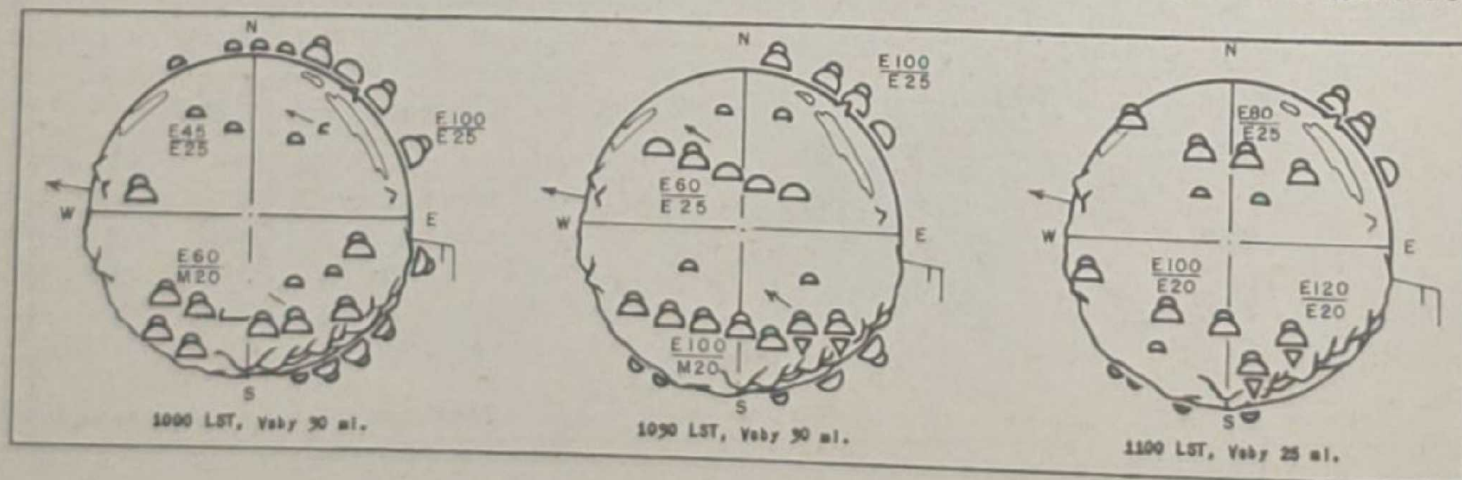 N
E45
E25
E100
E25
W
E
E60
M20
S
1000 LST, Vsby 30 mi.
N
E100
E25
E60
E25
W
E
E100
M20
S
1030 LST, Vsby 30 mi.
N
E80
E25
W
E
E100
E20
E120
E20
S
1100 LST, Vsby 25 mi.